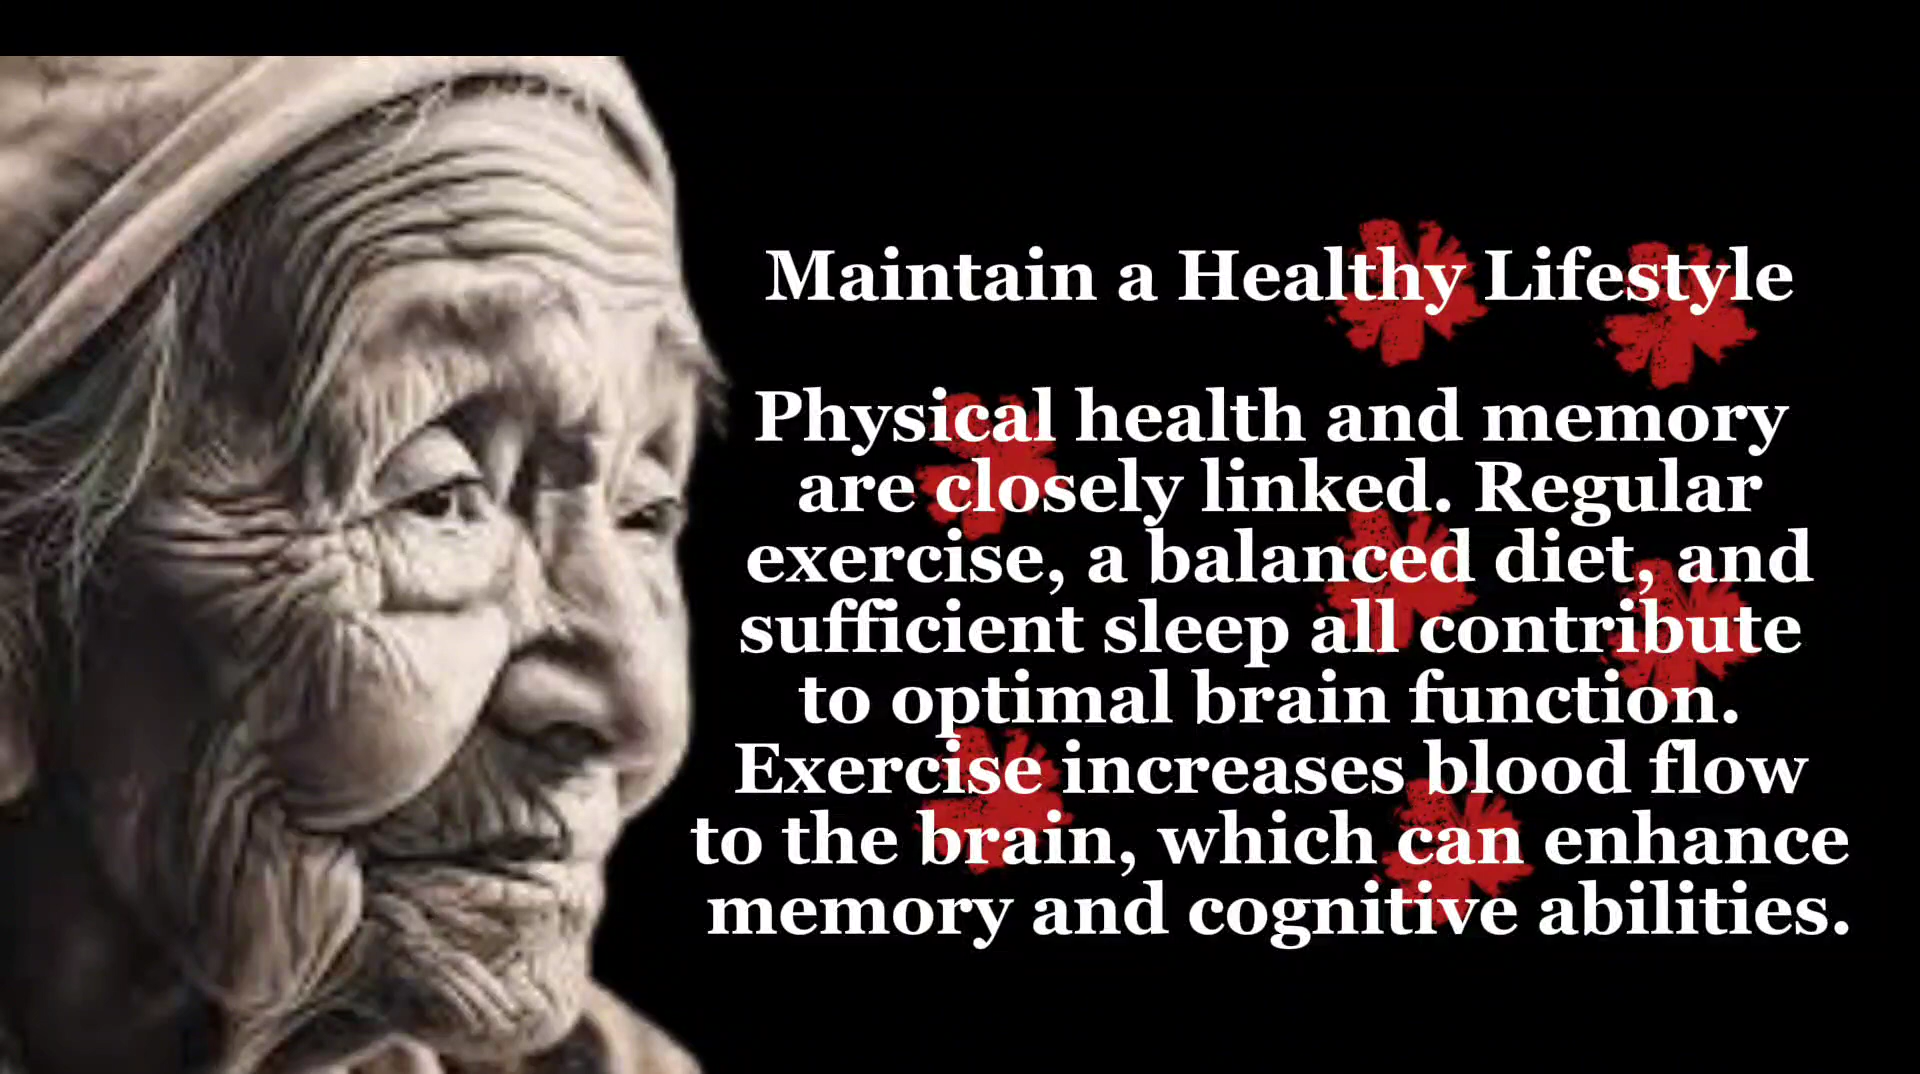 Maintain a Healthy Lifestyle
Physical health and memory
are closely linked. Regular
exercise, a balanced diet, and
sufficient sleep all contribute
to optimal brain function.
Exercise increases blood flow
to the brain, which can enhance
memory and cognitive abilities.